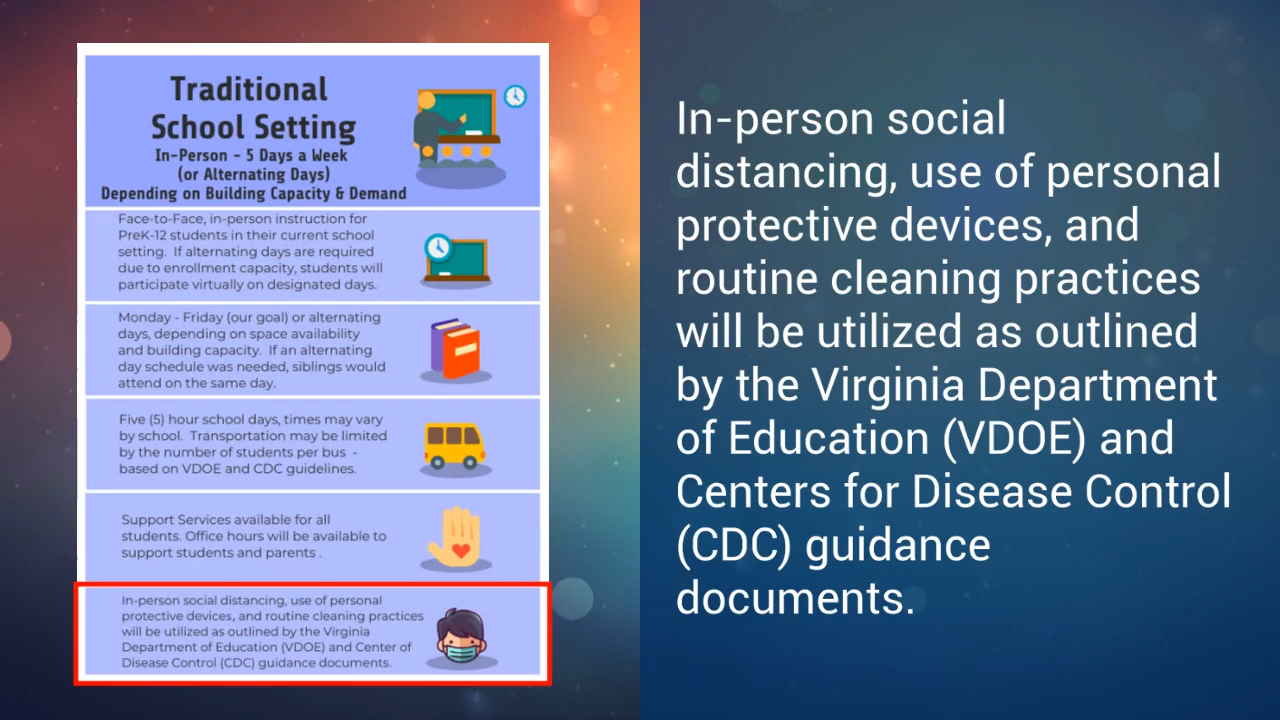 Traditional
School Setting
In-Person - 5 Days a Week
(or Alternating Days)
Depending on Building Capacity & Demand
Face-to-Face, in-person instruction for
PreK-12 students in their current school
setting. If alternating days are required
due to enrollment capacity, students will
participate virtually on designated days.
Monday - Friday (our goal) or alternating
days, depending on space availability
and building capacity. If an alternating
day schedule was needed, siblings would
attend on the same day.
Five (5) hour school days, times may vary
by school. Transportation may be limited
by the number of students per bus -
based on VDOE and CDC guidelines.
Support Services available for all
students. Office hours will be available to
support students and parents .
In-person social distancing, use of personal
protective devices, and routine cleaning practices
will be utilized as outlined by the Virginia
Department of Education (VDOE) and Center of
Disease Control (CDC) guidance documents.
In-person social
distancing, use of personal
protective devices, and
routine cleaning practices
will be utilized as outlined
by the Virginia Department
of Education (VDOE) and
Centers for Disease Control
(CDC) guidance
documents.